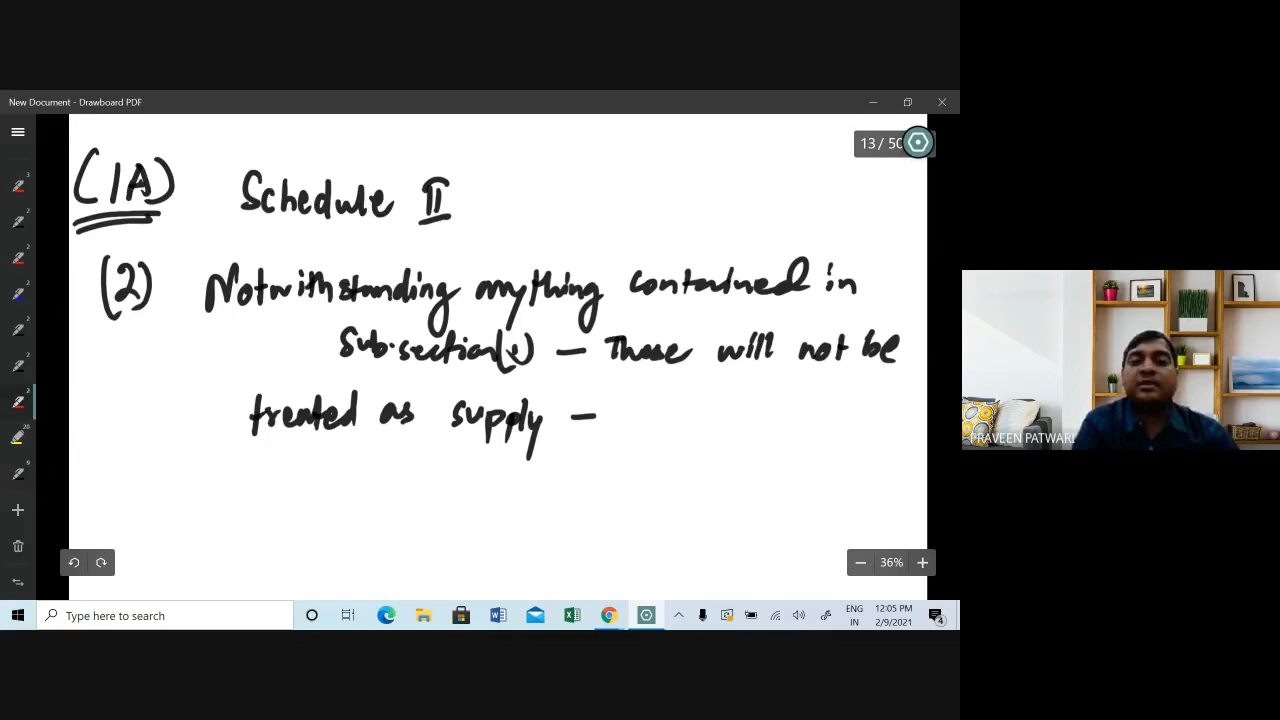 New Document - Drawboard PDF
13 / 50
(1A) Schedule II
(2) Notwithstanding anything contained in
Sub-section(1) — These will not be
treated as supply —
PRAVEEN PATWARI
36%
Type here to search
ENG
IN
12:05 PM
2/9/2021
4